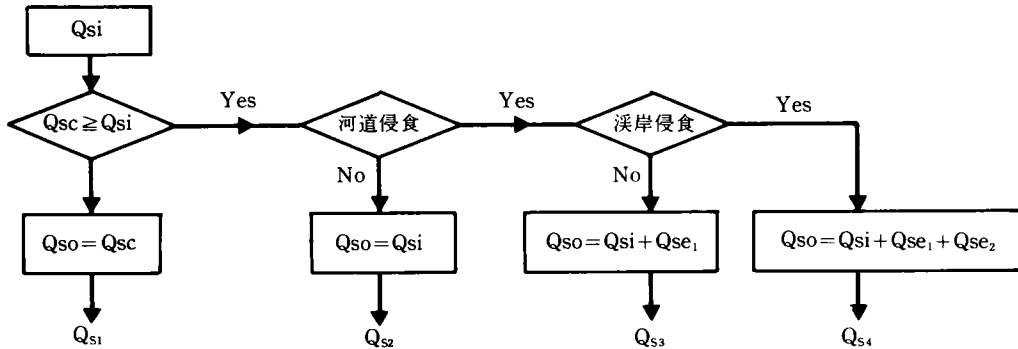 Qsi
Qsc ≧ Qsi
Yes
河道侵食
Yes
渓岸侵食
Yes
No
No
Qso = Qsc
Qso = Qsi
Qso = Qsi + Qse₁
Qso = Qsi + Qse₁ + Qse₂
Qs1
Qs2
Qs3
Qs4